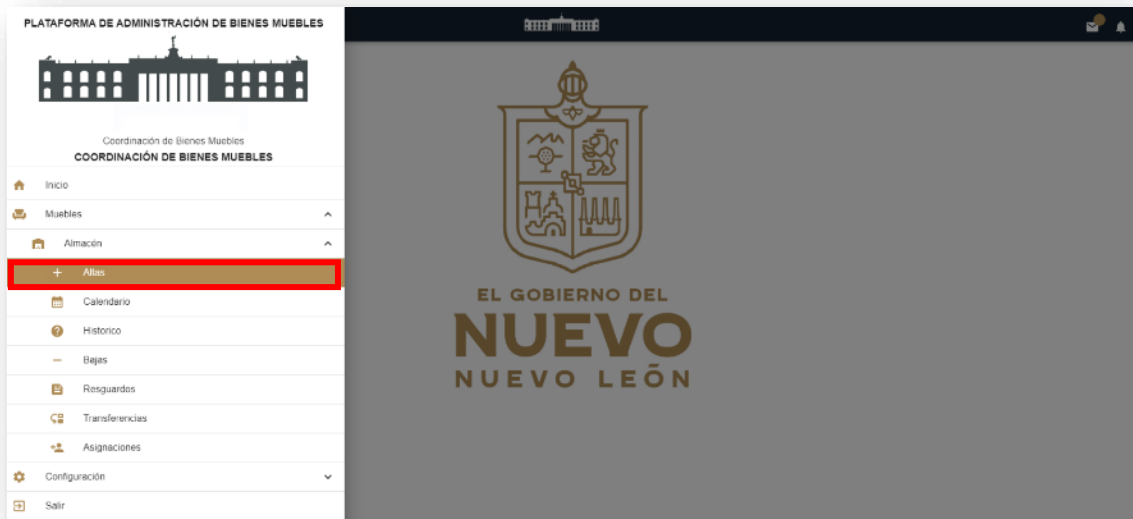 PLATAFORMA DE ADMINISTRACIÓN DE BIENES MUEBLES
Coordinación de Bienes Muebles
COORDINACIÓN DE BIENES MUEBLES
Inicio
Muebles
Almacén
Altas
Calendario
Historico
Bajas
Resguardos
Transferencias
Asignaciones
Configuración
Salir
EL GOBIERNO DEL
NUEVO
NUEVO LEÓN